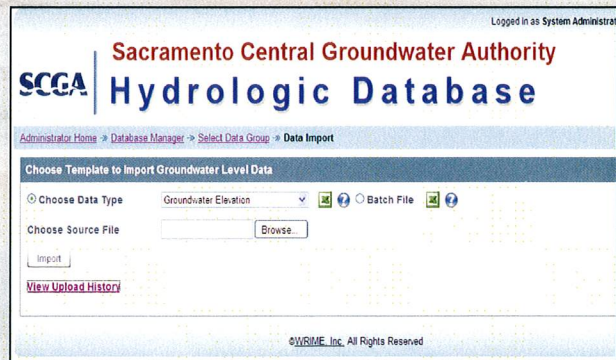 Logged in as System Administrat
SCGA
Sacramento Central Groundwater Authority
Hydrologic Database
Administrator Home » Database Manager » Select Data Group » Data Import
Choose Template to Import Groundwater Level Data
Choose Data Type Groundwater Elevation Batch File
Choose Source File Browse...
Import
View Upload History
©WRIME, Inc. All Rights Reserved